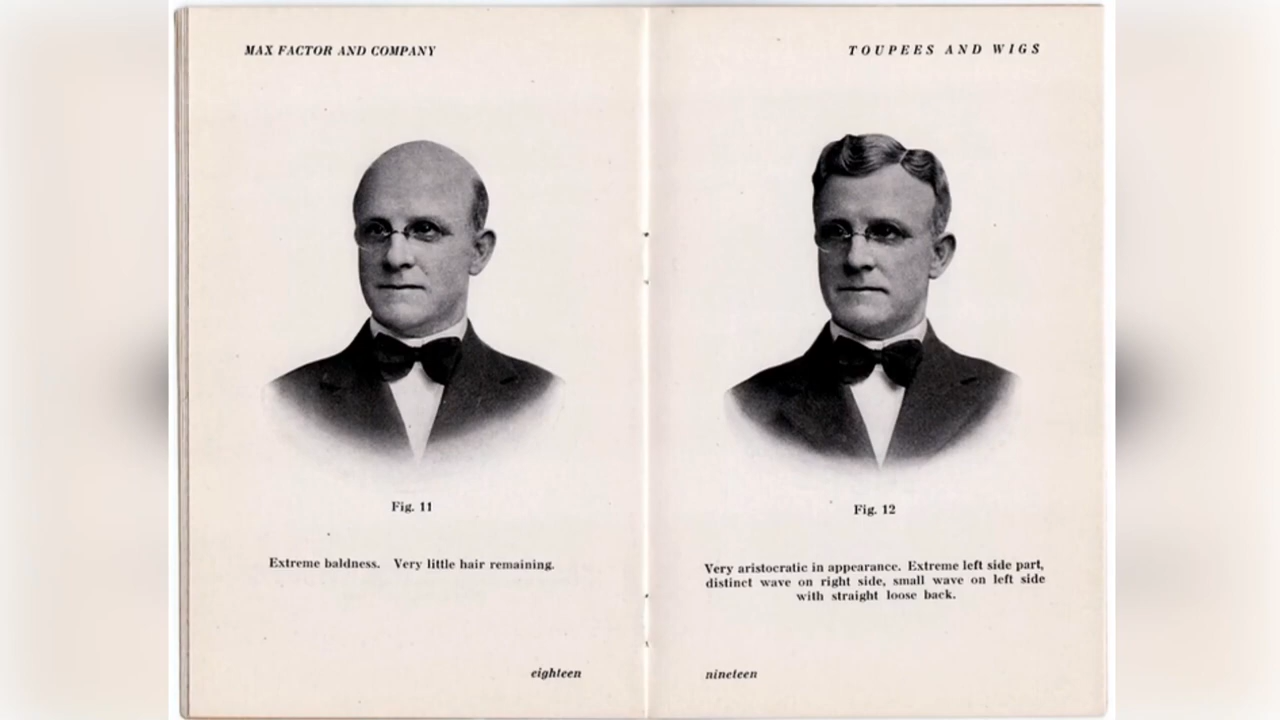 MAX FACTOR AND COMPANY
Fig. 11
Extreme baldness. Very little hair remaining.
eighteen
TOUPEES AND WIGS
Fig. 12
Very aristocratic in appearance. Extreme left side part,
distinct wave on right side, small wave on left side
with straight loose back.
nineteen